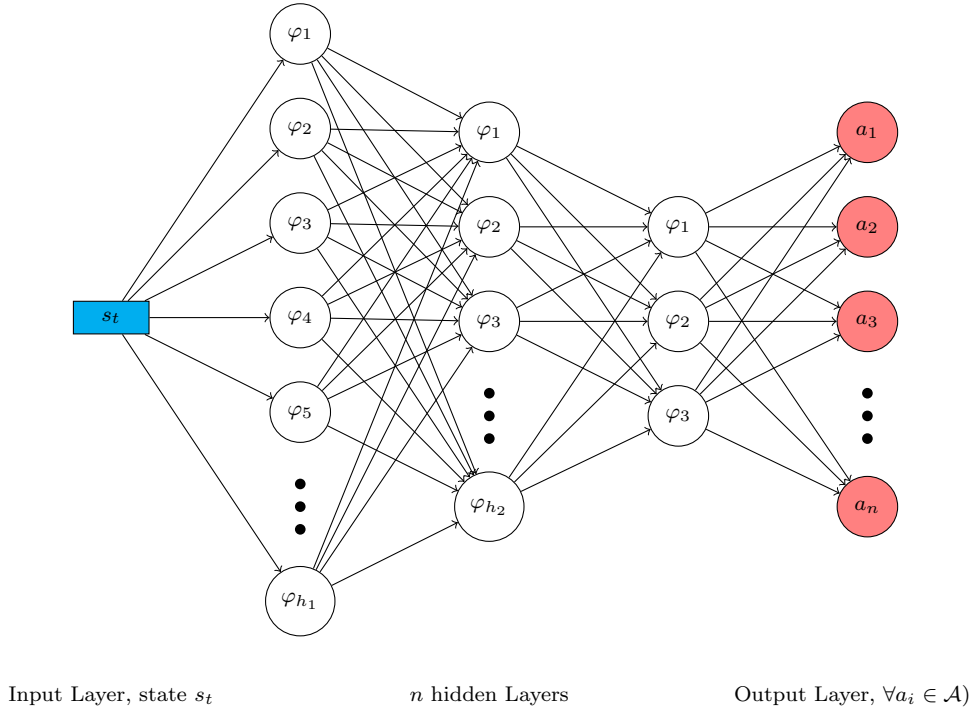 φ1
φ2
φ3
φ4
φ5
φh1
φ1
φ2
φ3
φh2
φ1
φ2
φ3
a1
a2
a3
an
st
Input Layer, state st
n hidden Layers
Output Layer, ∀ai ∈ 𝒜)